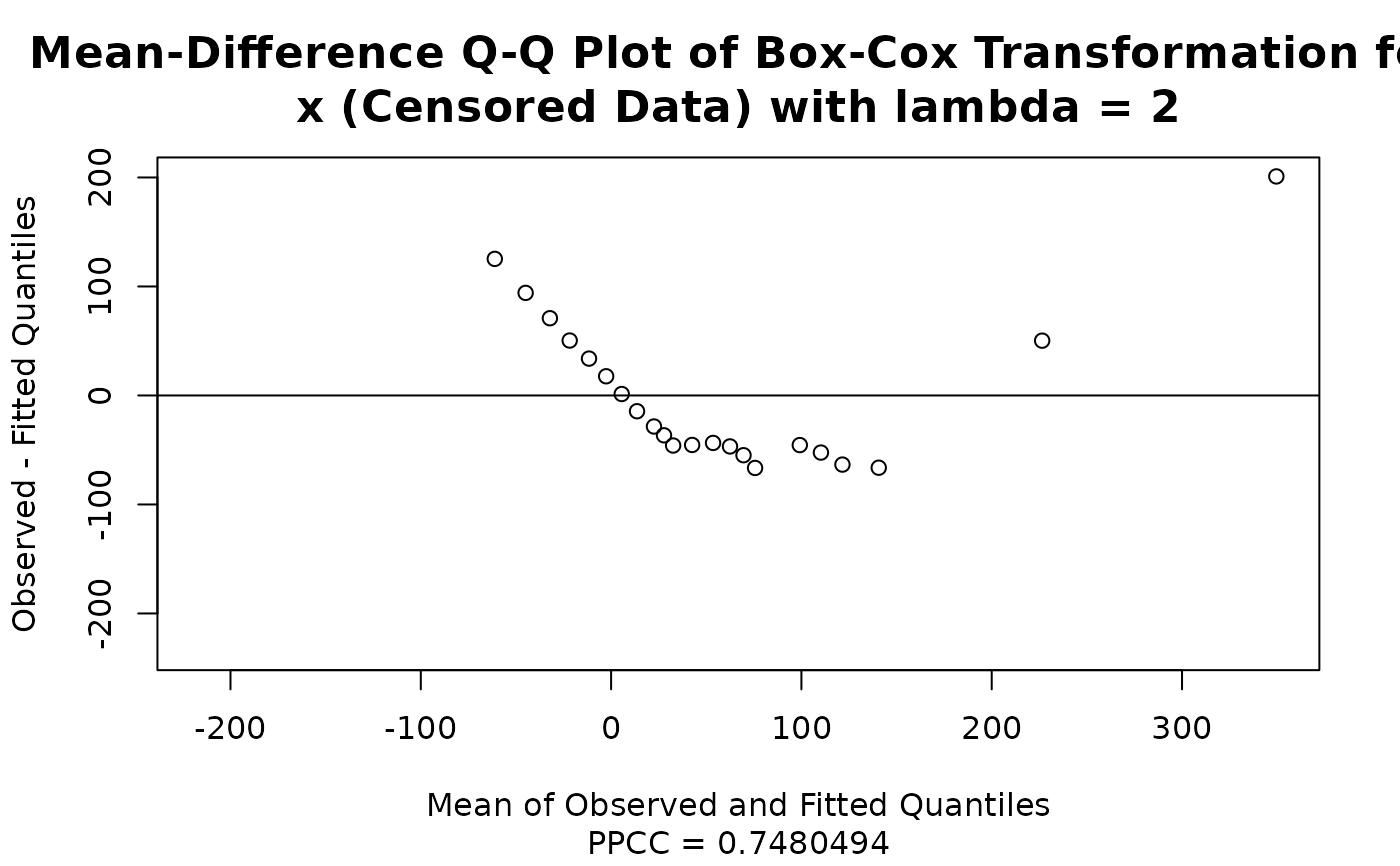 Mean-Difference Q-Q Plot of Box-Cox Transformation
x (Censored Data) with lambda = 2
Observed - Fitted Quantiles
200
100
0
-100
-200
-200 -100 0 100 200 300
Mean of Observed and Fitted Quantiles
PPCC = 0.7480494